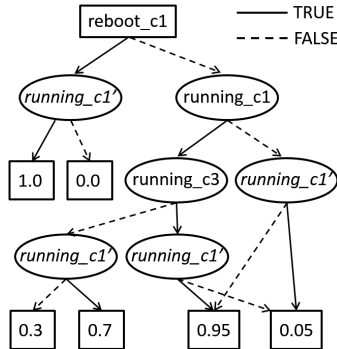 reboot_c1
TRUE
FALSE
running_c1′
running_c1
1.0
0.0
running_c3
running_c1′
running_c1′
running_c1′
0.3
0.7
0.95
0.05